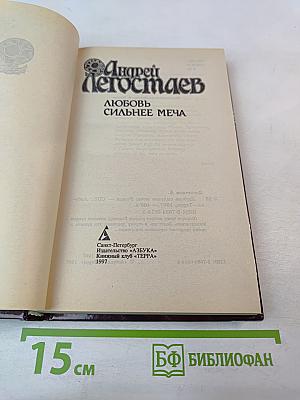 Андрей
Легостаев
ЛЮБОВЬ
СИЛЬНЕЕ МЕЧА
Санкт-Петербург
Издательство «АЗБУКА»
Книжный клуб «ТЕРРА»
1997
15 см
БФ БИБЛИОФАН